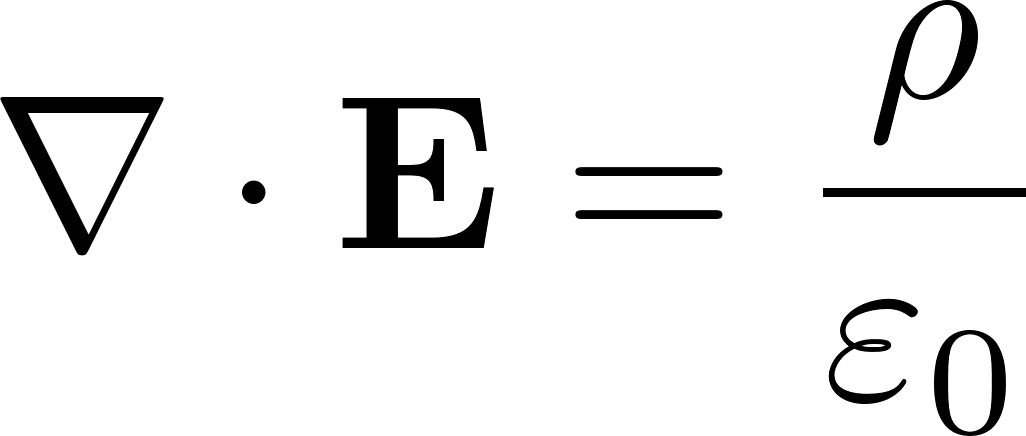 ∇ · E = ρ / ε₀